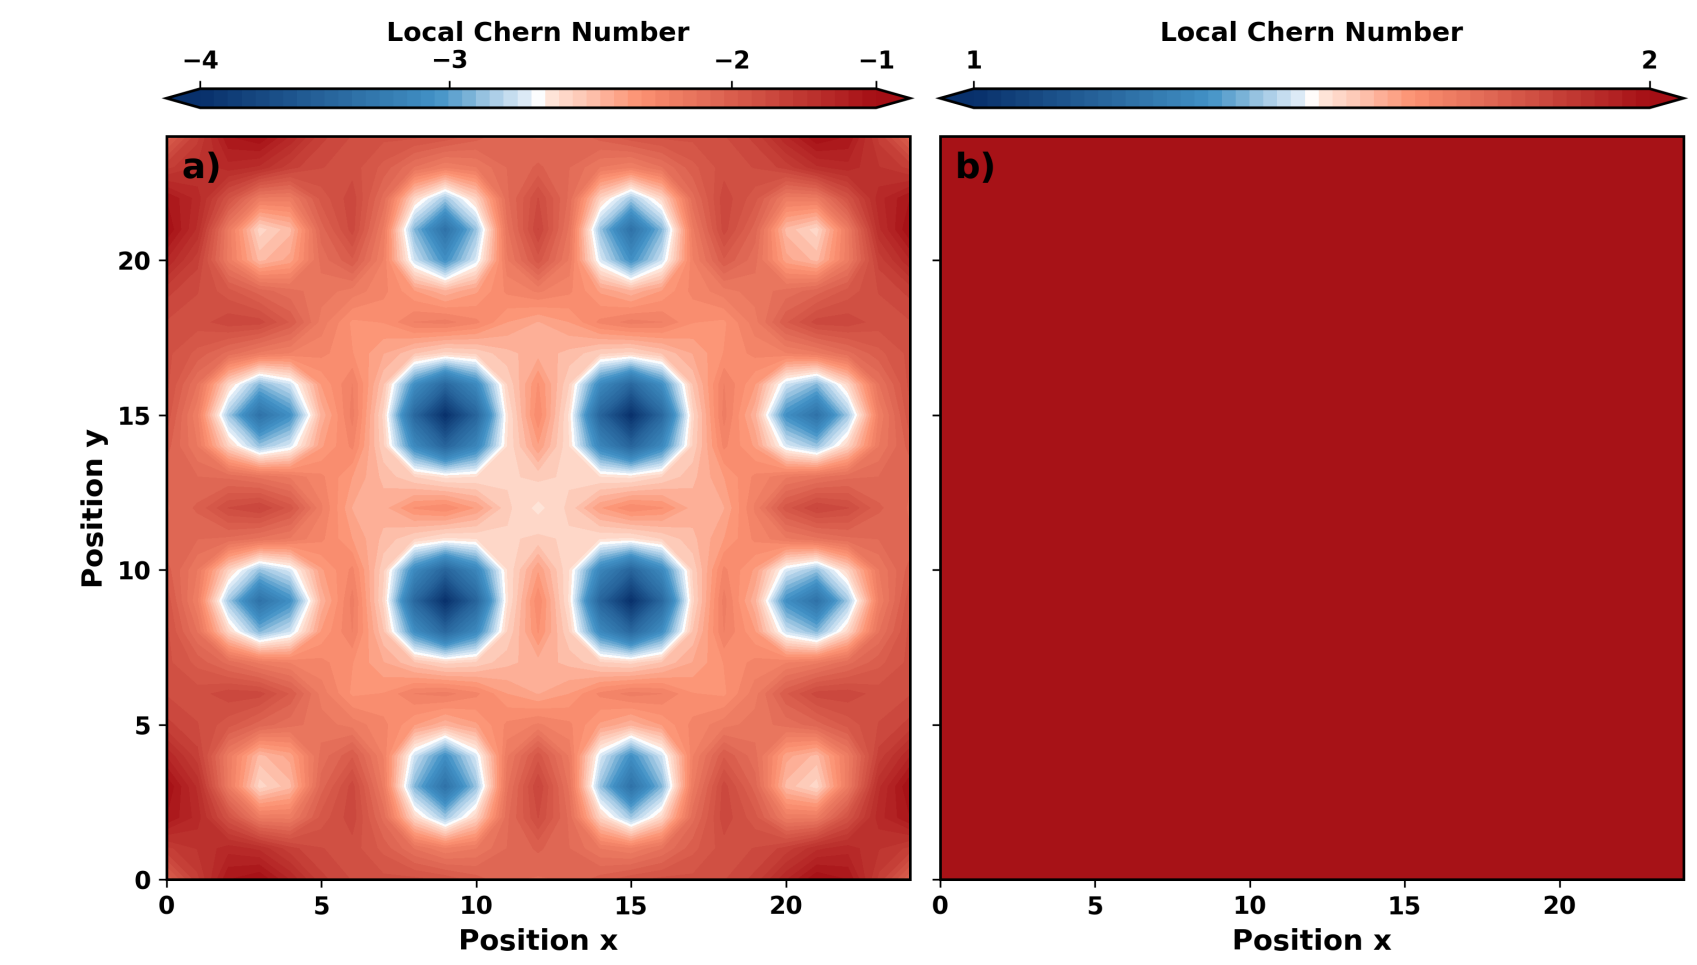 Local Chern Number
−4 −3 −2 −1
Local Chern Number
1 2
a)
b)
Position y
20
15
10
5
0
0 5 10 15 20
Position x
0 5 10 15 20
Position x